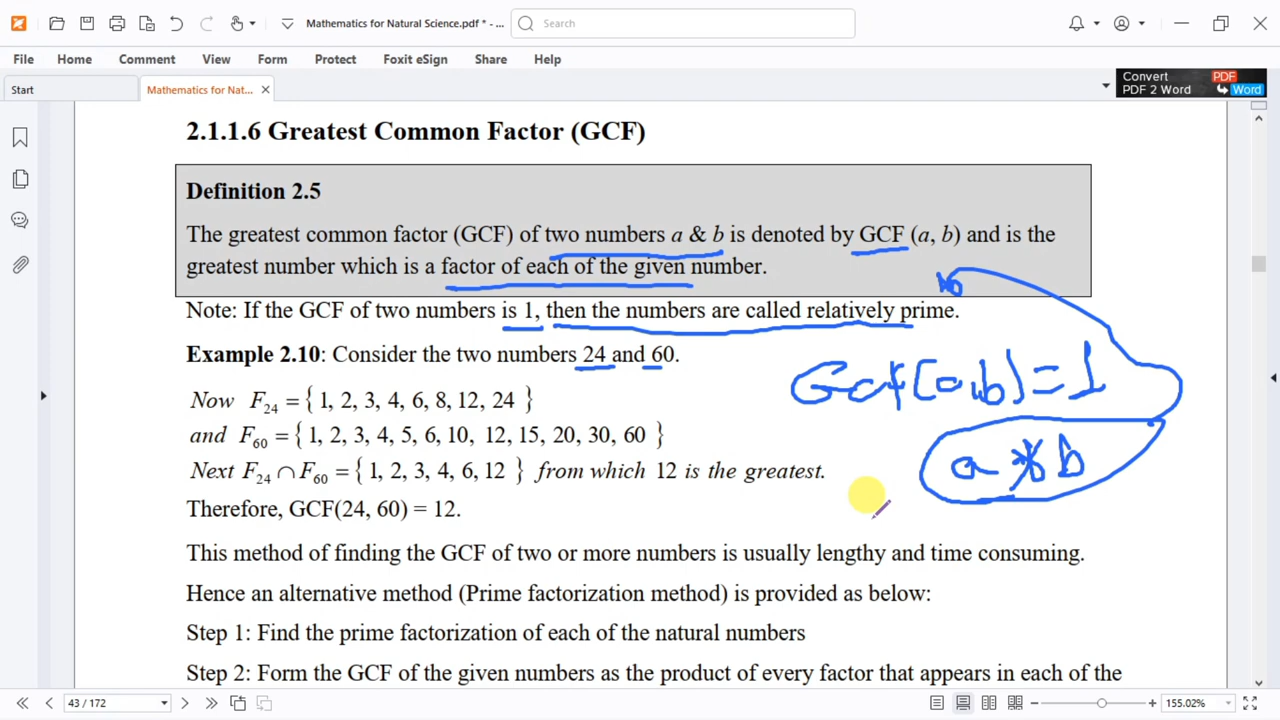 Mathematics for Natural Science.pdf * - ...
Search
File Home Comment View Form Protect Foxit eSign Share Help
Start
Mathematics for Nat...
Convert PDF
PDF 2 Word Word
2.1.1.6 Greatest Common Factor (GCF)
Definition 2.5
The greatest common factor (GCF) of two numbers a & b is denoted by GCF (a, b) and is the
greatest number which is a factor of each of the given number.
Note: If the GCF of two numbers is 1, then the numbers are called relatively prime.
Example 2.10: Consider the two numbers 24 and 60.
Gcf(a,b)=1
Now F24 = { 1, 2, 3, 4, 6, 8, 12, 24 }
and F60 = { 1, 2, 3, 4, 5, 6, 10, 12, 15, 20, 30, 60 }
a * b
Next F24 ∩ F60 = { 1, 2, 3, 4, 6, 12 } from which 12 is the greatest.
Therefore, GCF(24, 60) = 12.
This method of finding the GCF of two or more numbers is usually lengthy and time consuming.
Hence an alternative method (Prime factorization method) is provided as below:
Step 1: Find the prime factorization of each of the natural numbers
Step 2: Form the GCF of the given numbers as the product of every factor that appears in each of the
43 / 172
155.02%